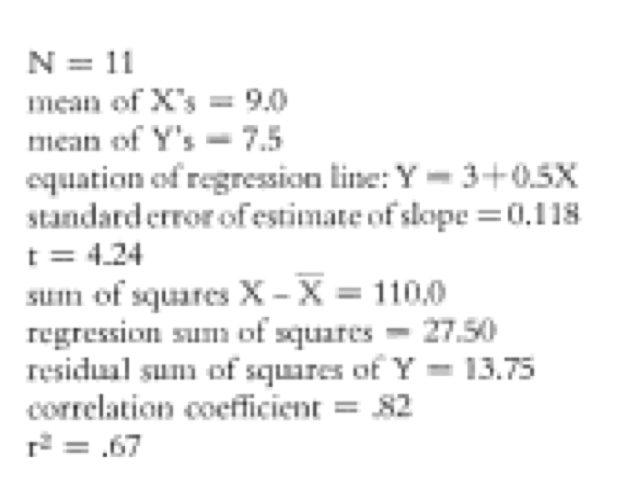 N = 11
mean of X's = 9.0
mean of Y's = 7.5
equation of regression line: Y = 3+0.5X
standard error of estimate of slope = 0.118
t = 4.24
sum of squares X – X̅ = 110.0
regression sum of squares = 27.50
residual sum of squares of Y = 13.75
correlation coefficient = .82
r² = .67